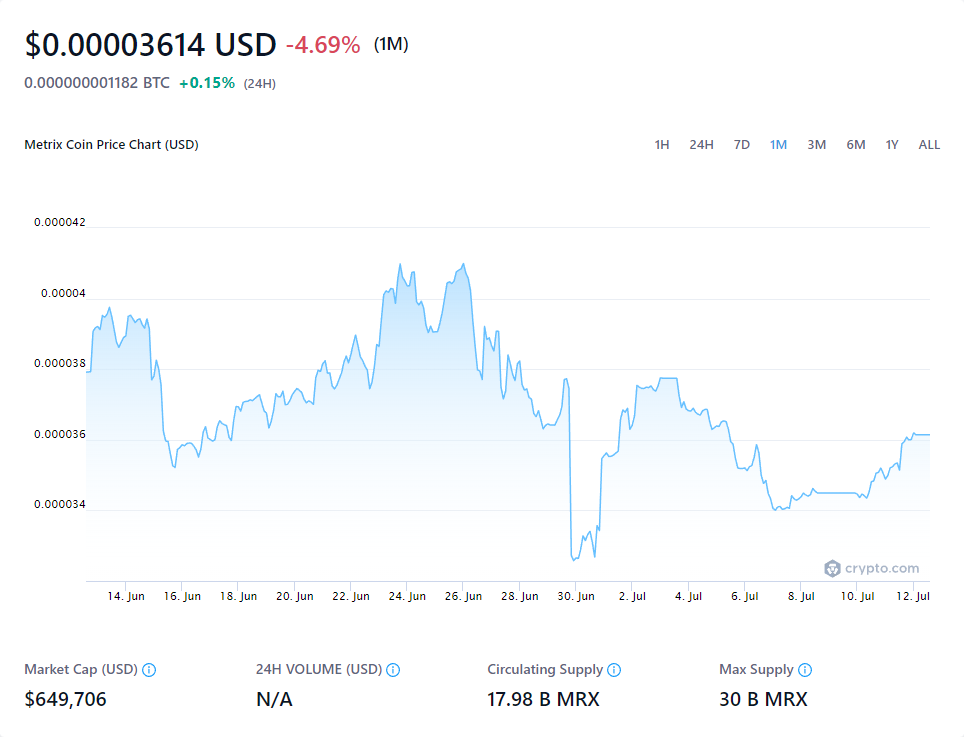 $0.00003614 USD -4.69% (1M)
0.000000001182 BTC +0.15% (24H)
Metrix Coin Price Chart (USD)
1H 24H 7D 1M 3M 6M 1Y ALL
0.000042
0.00004
0.000038
0.000036
0.000034
crypto.com
14. Jun 16. Jun 18. Jun 20. Jun 22. Jun 24. Jun 26. Jun 28. Jun 30. Jun 2. Jul 4. Jul 6. Jul 8. Jul 10. Jul 12. Jul
Market Cap (USD) 24H VOLUME (USD) Circulating Supply Max Supply
$649,706 N/A 17.98 B MRX 30 B MRX